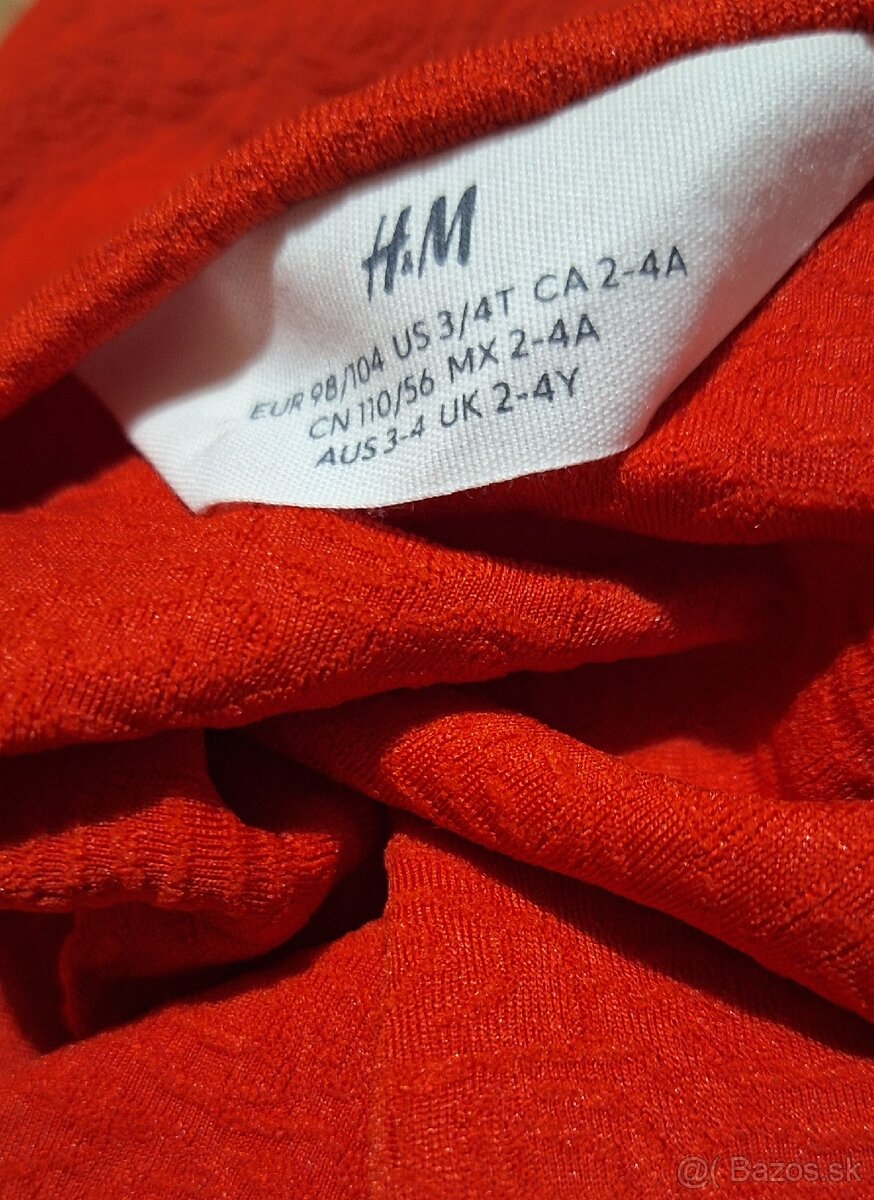 H&M
EUR 98/104 US 3/4T CA 2-4A
CN 110/56 MX 2-4A
AUS 3-4 UK 2-4Y
@( Bazos.sk